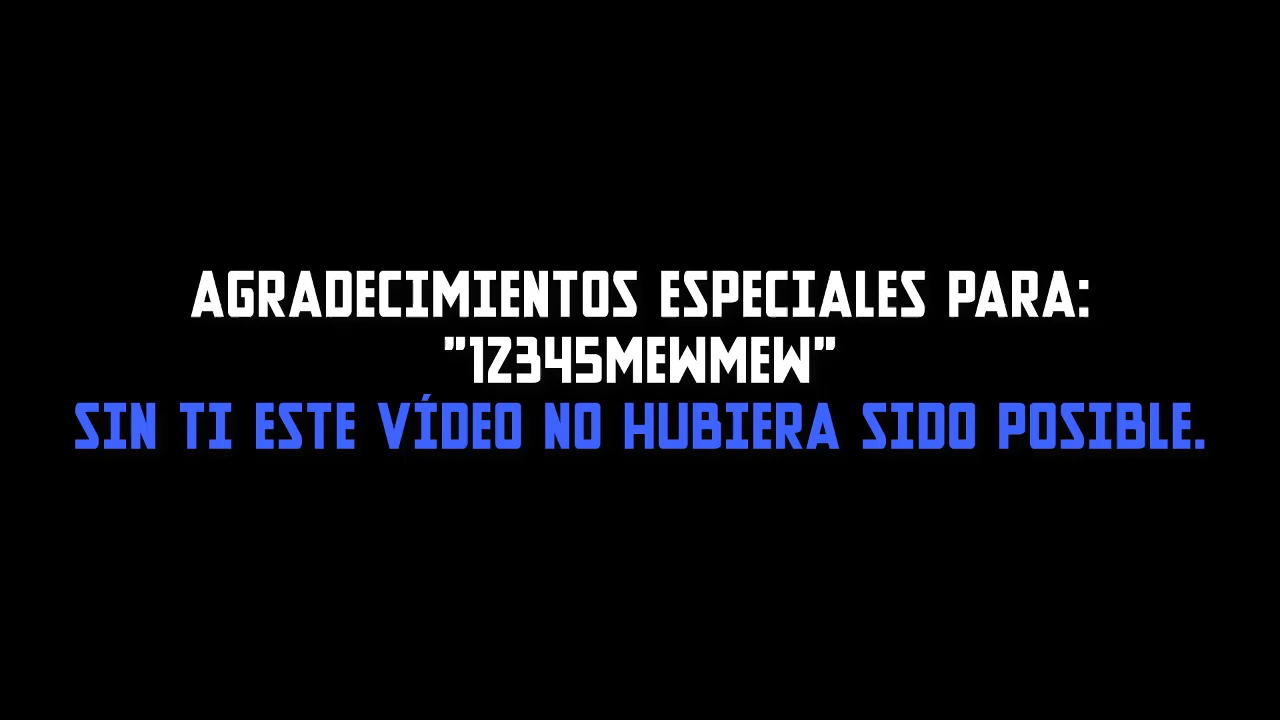 AGRADECIMIENTOS ESPECIALES PARA:
"12345MEWMEW"
SIN TI ESTE VÍDEO NO HUBIERA SIDO POSIBLE.